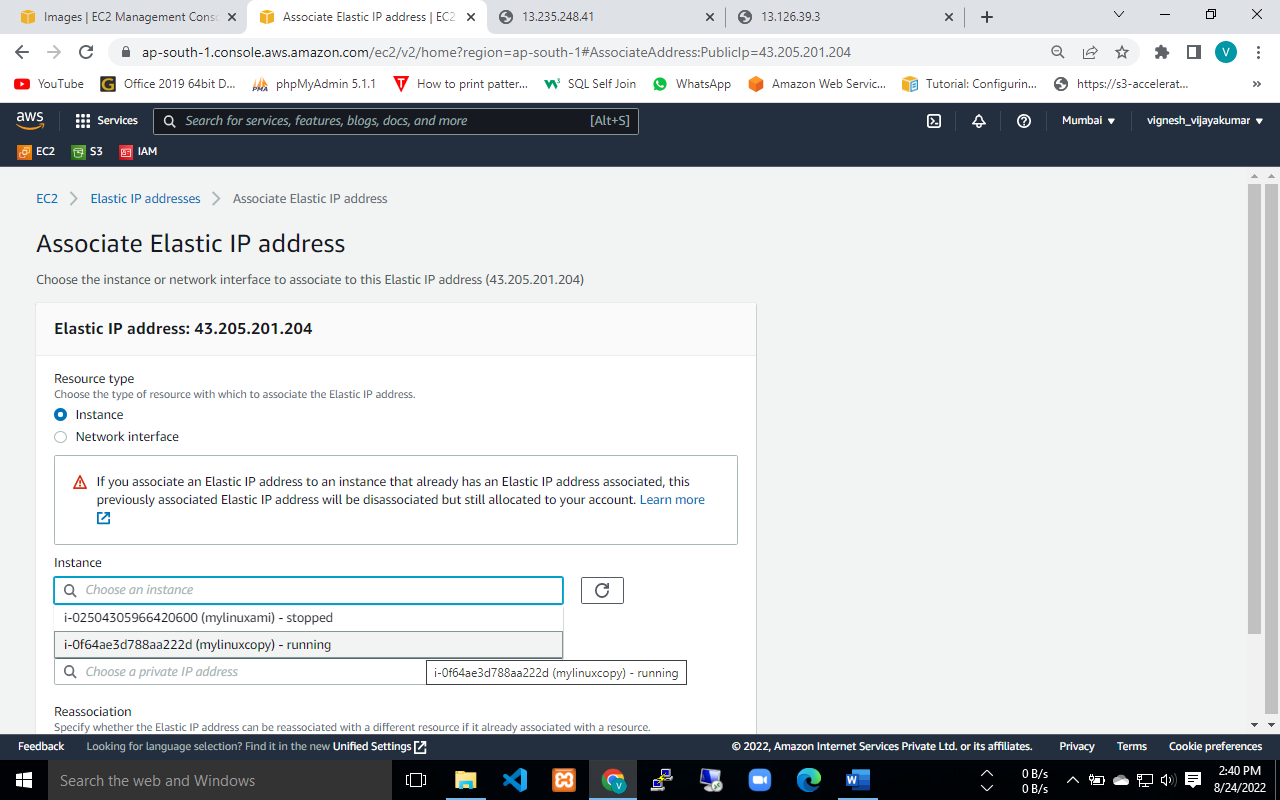 Images | EC2 Management Conso
Associate Elastic IP address | EC2
13.235.248.41
13.126.39.3
ap-south-1.console.aws.amazon.com/ec2/v2/home?region=ap-south-1#AssociateAddress:PublicIp=43.205.201.204
V
YouTube
Office 2019 64bit D...
PMA
phpMyAdmin 5.1.1
How to print patter...
SQL Self Join
WhatsApp
Amazon Web Servic...
Tutorial: Configurin...
https://s3-accelerat...
»
aws
Services
Search for services, features, blogs, docs, and more
[Alt+S]
Mumbai
vignesh_vijayakumar
EC2
S3
IAM
EC2
Elastic IP addresses
Associate Elastic IP address
Associate Elastic IP address
Choose the instance or network interface to associate to this Elastic IP address (43.205.201.204)
Elastic IP address: 43.205.201.204
Resource type
Choose the type of resource with which to associate the Elastic IP address.
Instance
Network interface
If you associate an Elastic IP address to an instance that already has an Elastic IP address associated, this
previously associated Elastic IP address will be disassociated but still allocated to your account. Learn more
Instance
Choose an instance
i-02504305966420600 (mylinuxami) - stopped
i-0f64ae3d788aa222d (mylinuxcopy) - running
Choose a private IP address
i-0f64ae3d788aa222d (mylinuxcopy) - running
Reassociation
Specify whether the Elastic IP address can be reassociated with a different resource if it already associated with a resource.
Feedback
Looking for language selection? Find it in the new Unified Settings
© 2022, Amazon Internet Services Private Ltd. or its affiliates.
Privacy
Terms
Cookie preferences
Search the web and Windows
0 B/s
0 B/s
2:40 PM
8/24/2022